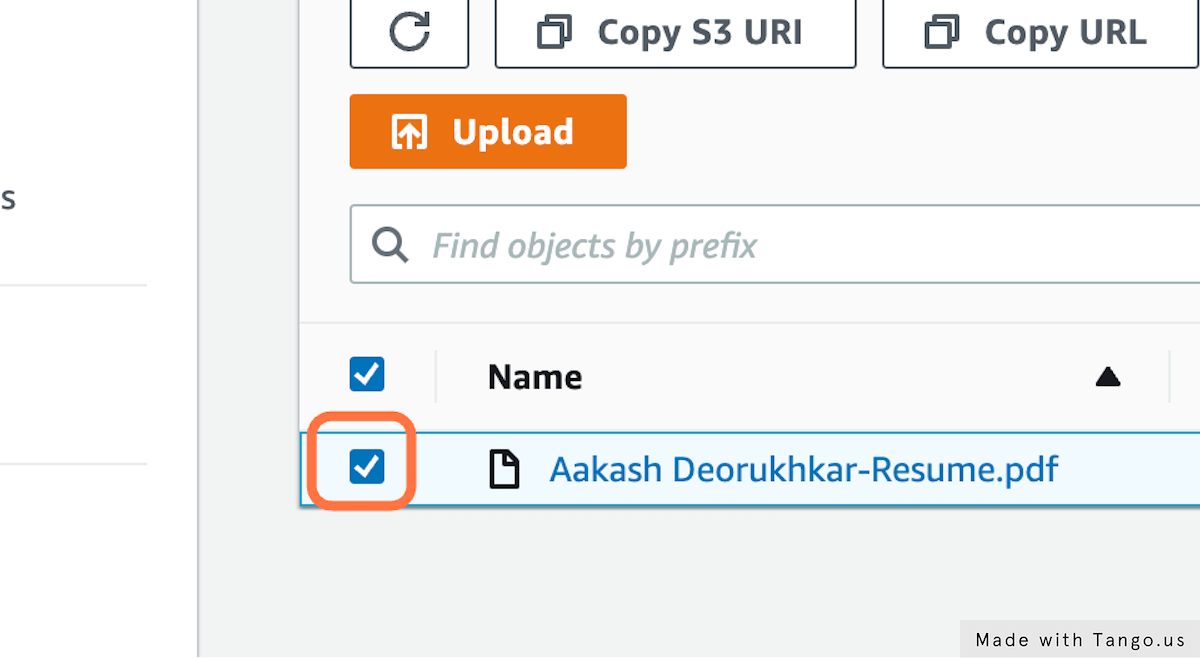 Copy S3 URI
Copy URL
Upload
s
Find objects by prefix
Name
Aakash Deorukhkar-Resume.pdf
Made with Tango.us